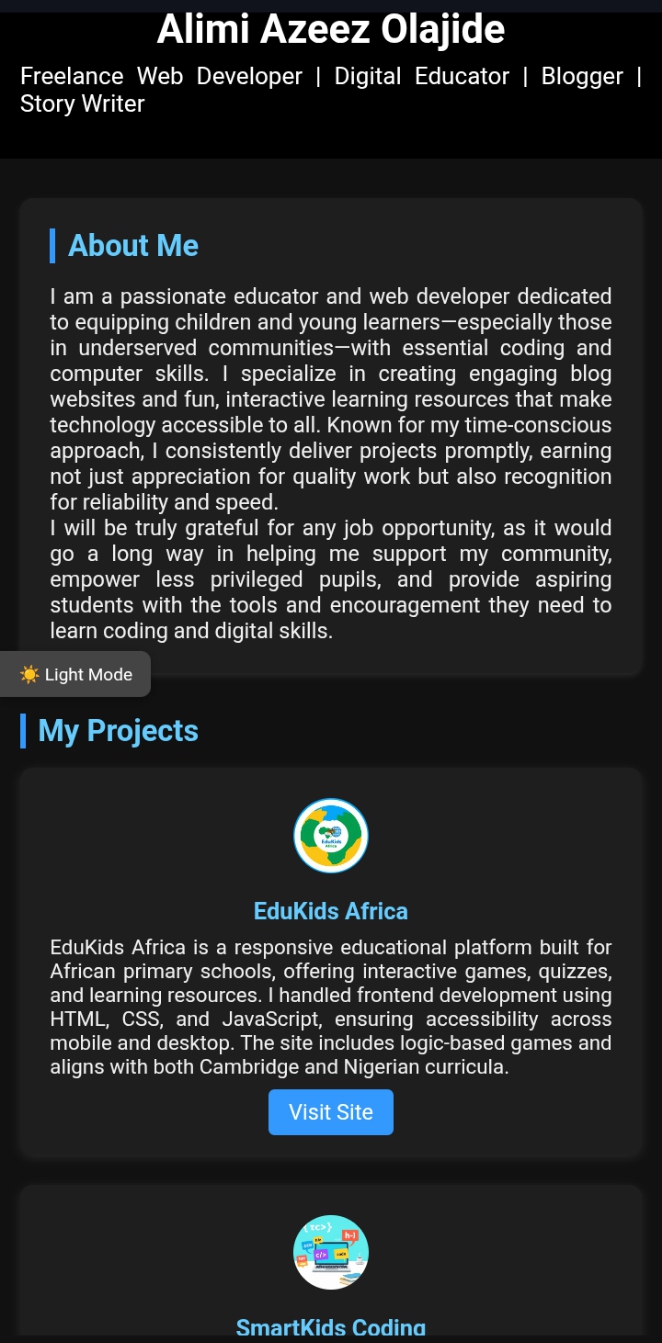 Alimi Azeez Olajide
Freelance Web Developer | Digital Educator | Blogger |
Story Writer
About Me
I am a passionate educator and web developer dedicated
to equipping children and young learners—especially those
in underserved communities—with essential coding and
computer skills. I specialize in creating engaging blog
websites and fun, interactive learning resources that make
technology accessible to all. Known for my time-conscious
approach, I consistently deliver projects promptly, earning
not just appreciation for quality work but also recognition
for reliability and speed.
I will be truly grateful for any job opportunity, as it would
go a long way in helping me support my community,
empower less privileged pupils, and provide aspiring
students with the tools and encouragement they need to
learn coding and digital skills.
☀️ Light Mode
My Projects
EduKids
Africa
EduKids Africa
EduKids Africa is a responsive educational platform built for
African primary schools, offering interactive games, quizzes,
and learning resources. I handled frontend development using
HTML, CSS, and JavaScript, ensuring accessibility across
mobile and desktop. The site includes logic-based games and
aligns with both Cambridge and Nigerian curricula.
Visit Site
h-l
</>
SmartKids Coding